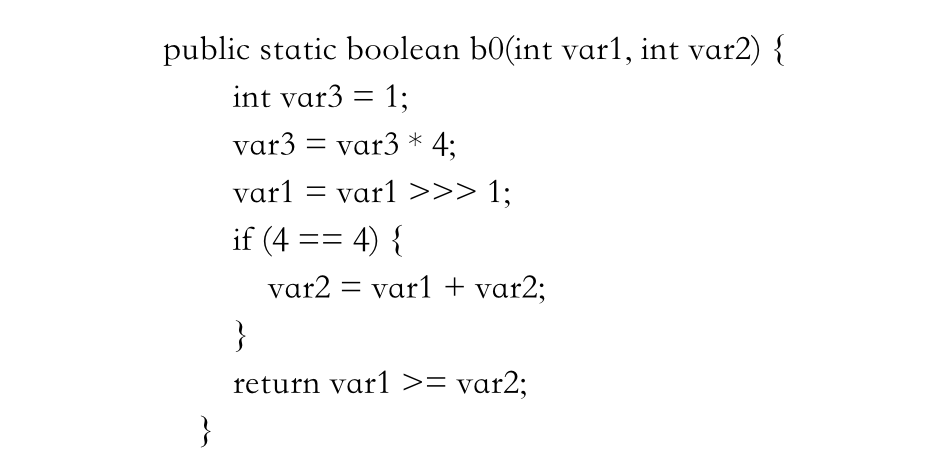 public static boolean b0(int var1, int var2) {
int var3 = 1;
var3 = var3 * 4;
var1 = var1 >>> 1;
if (4 == 4) {
var2 = var1 + var2;
}
return var1 >= var2;
}